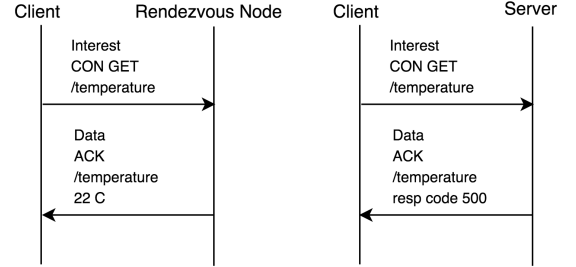 Client
Rendezvous Node
Interest
CON GET
/temperature
Data
ACK
/temperature
22 C
Client
Server
Interest
CON GET
/temperature
Data
ACK
/temperature
resp code 500